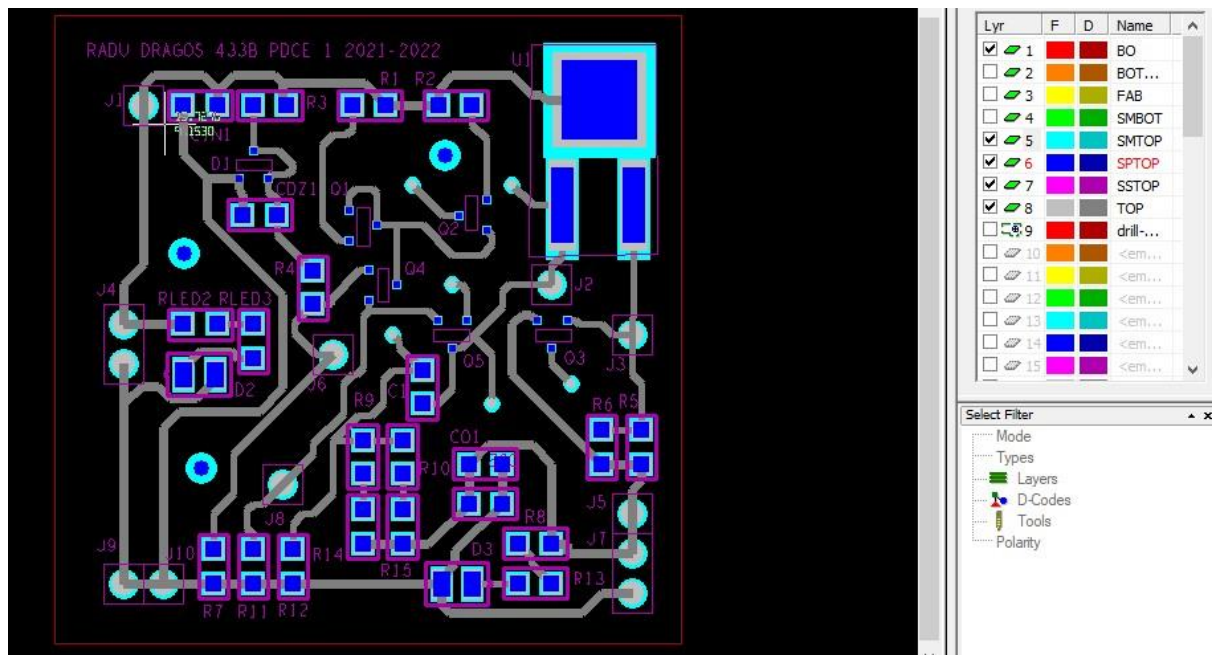 RADU DRAGOS 433B PDCE 1 2021-2022
U1
J1
R3
R1
R2
CIN1
D1
CDZ1
Q1
Q2
R4
Q4
J2
J4
RLED2
RLED3
Q5
Q3
J3
D2
J6
C1
R9
R6
R5
CO1
R10
J8
J5
R8
J7
J9
J10
R14
R15
D3
R13
R7
R11
R12
Lyr F D Name
1 BO
2 BOT...
3 FAB
4 SMBOT
5 SMTOP
6 SPTOP
7 SSTOP
8 TOP
9 drill-...
10 <em...
11 <em...
12 <em...
13 <em...
14 <em...
15 <em...
Select Filter
Mode
Types
Layers
D-Codes
Tools
Polarity